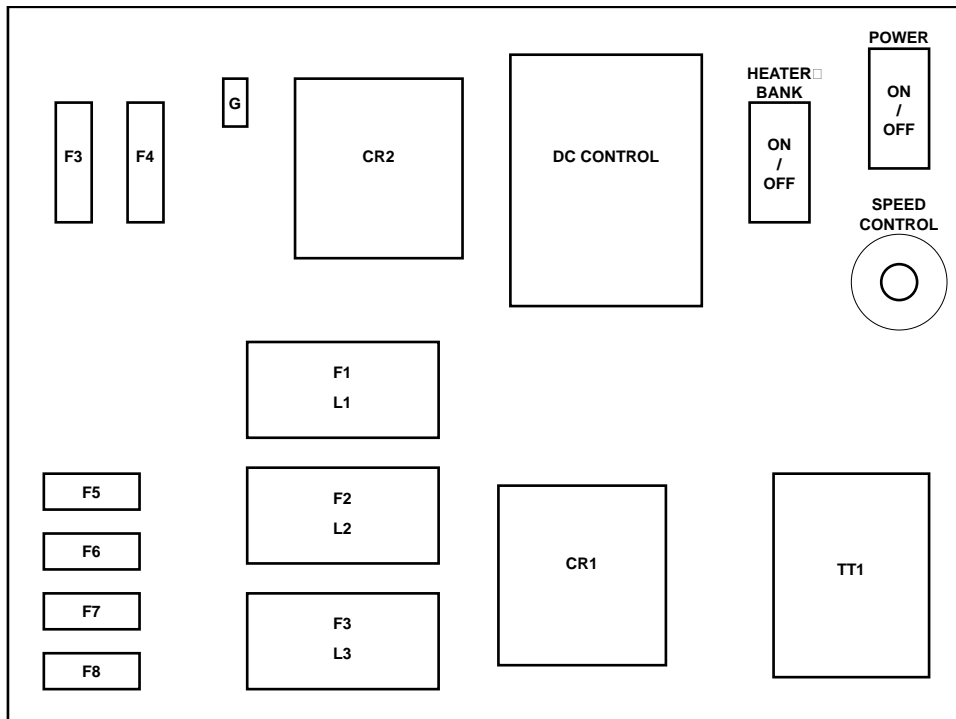 POWER
ON
/
OFF
HEATER
BANK
ON
/
OFF
G
F3
F4
CR2
DC CONTROL
SPEED
CONTROL
F1
L1
F5
F2
L2
F6
CR1
TT1
F7
F3
L3
F8